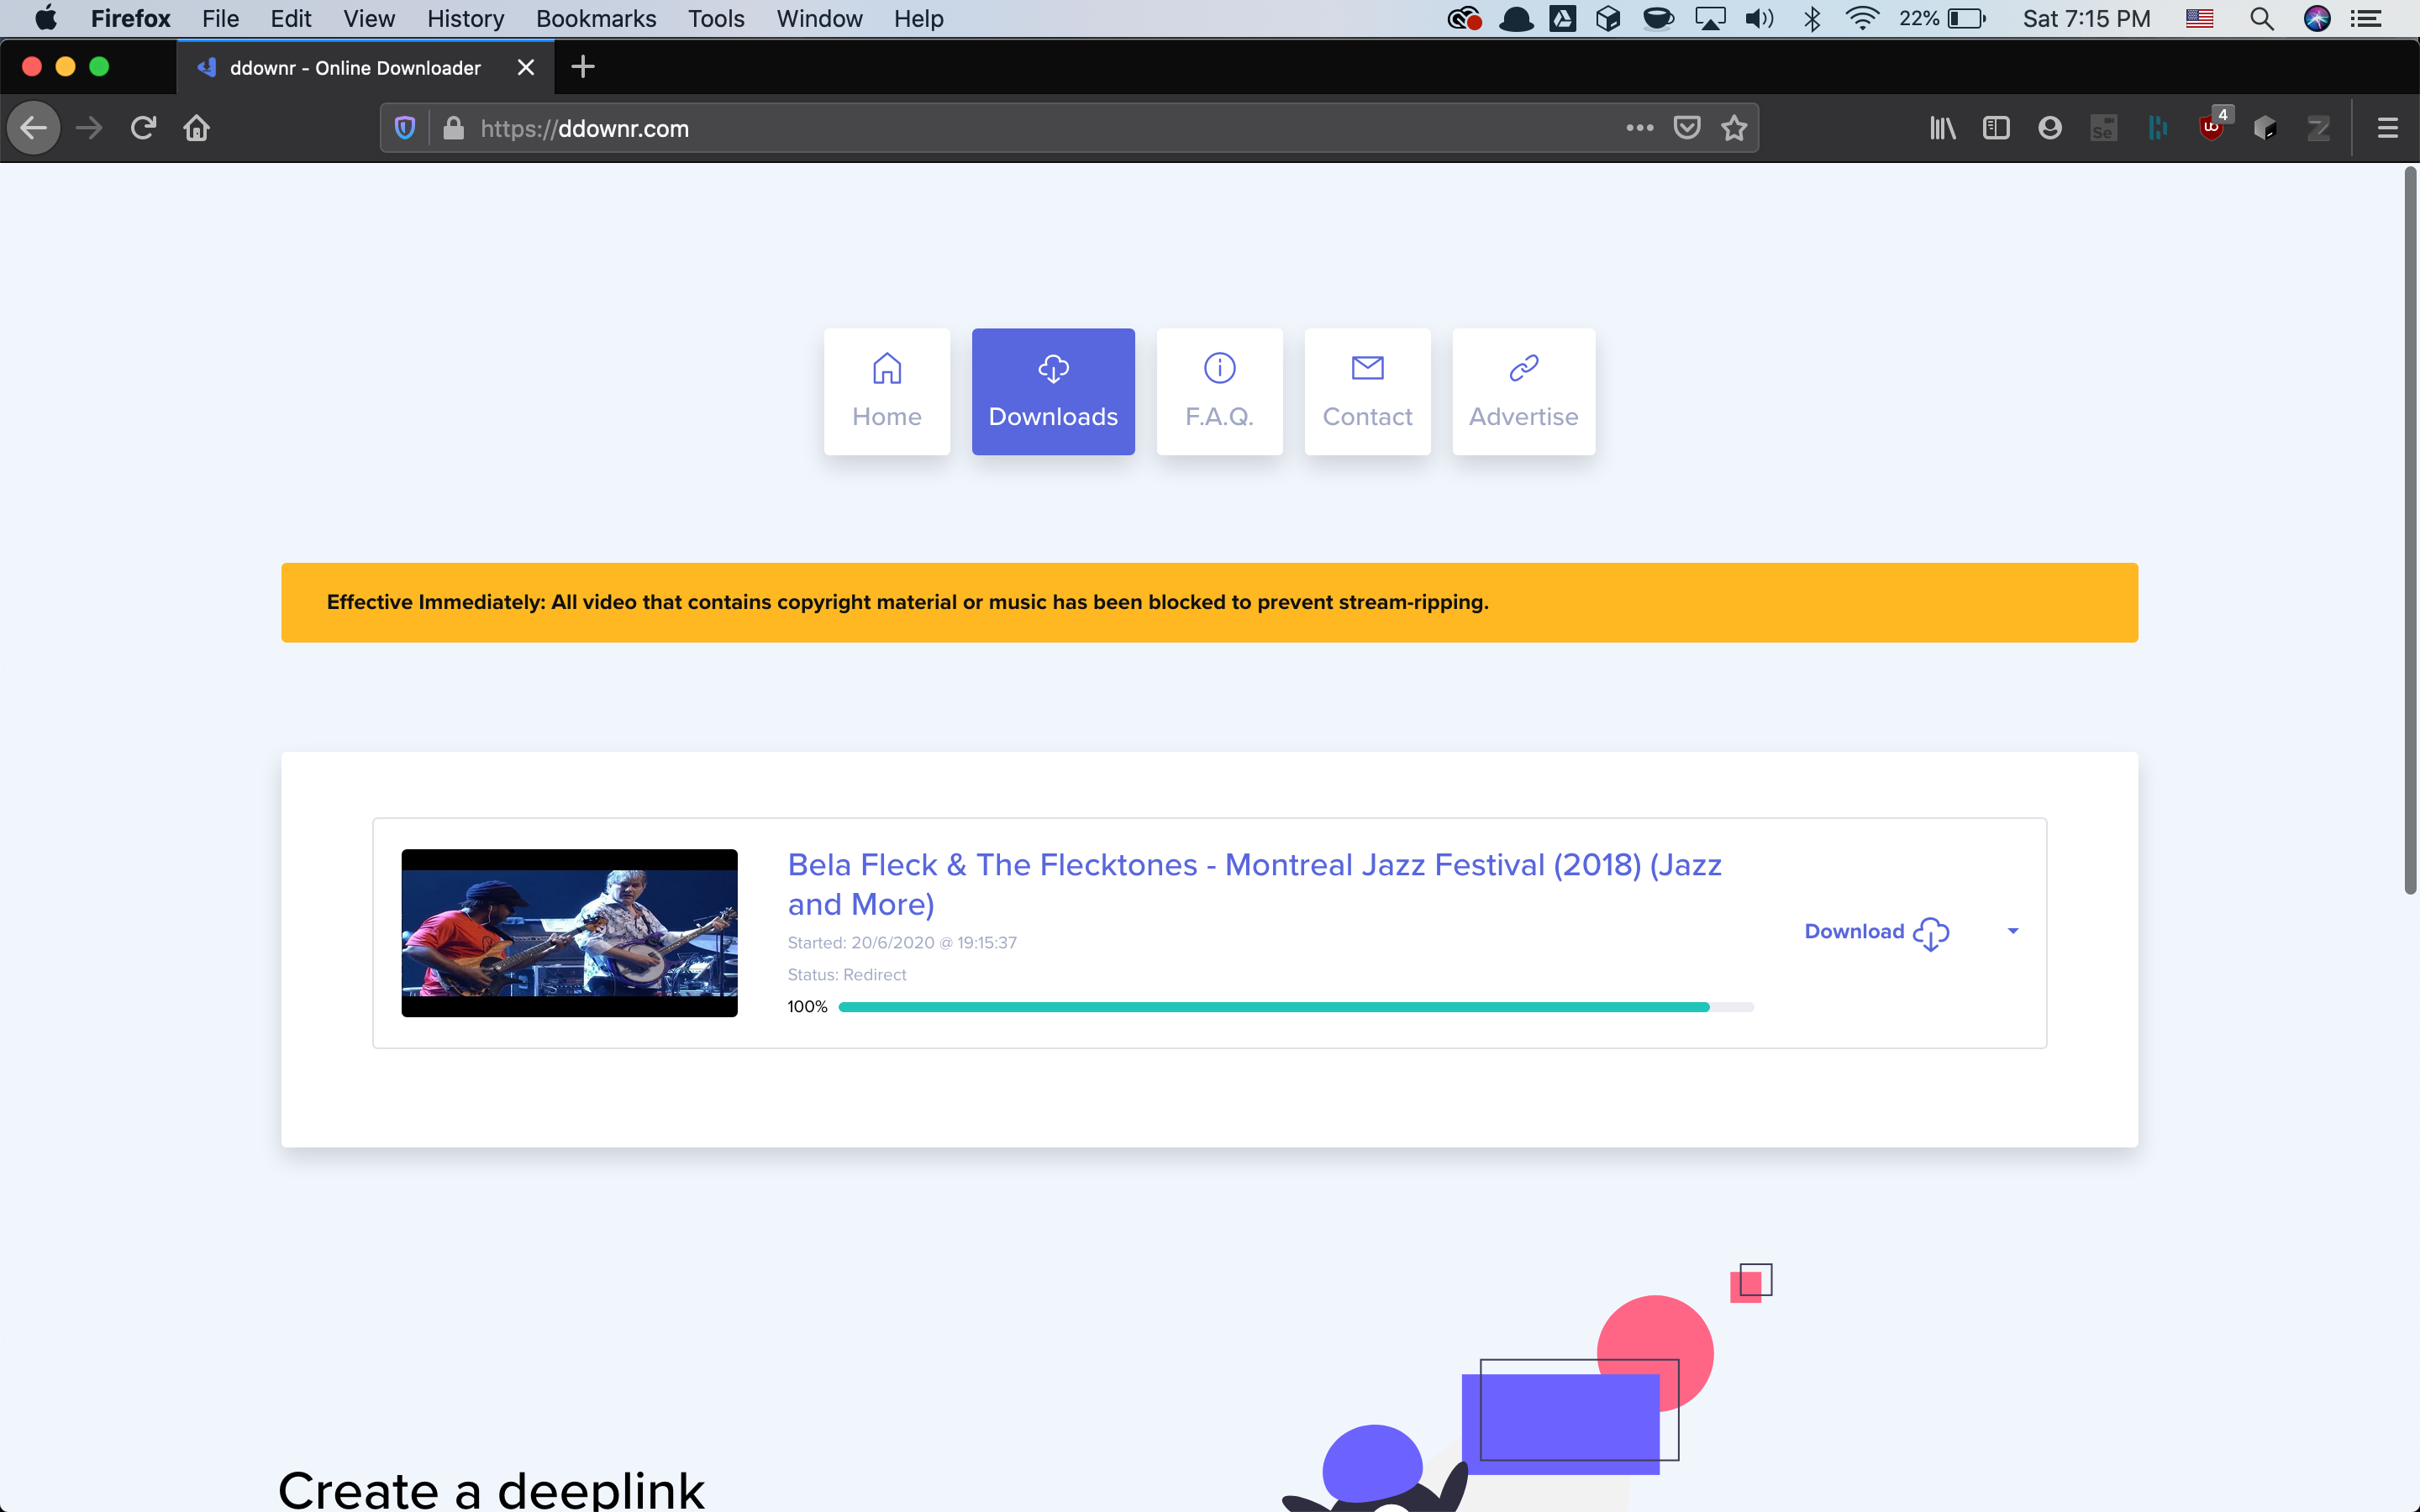 Firefox File Edit View History Bookmarks Tools Window Help 22% Sat 7:15 PM
ddownr - Online Downloader
https://ddownr.com
Se
4
Home Downloads F.A.Q. Contact Advertise
Effective Immediately: All video that contains copyright material or music has been blocked to prevent stream-ripping.
Bela Fleck & The Flecktones - Montreal Jazz Festival (2018) (Jazz
and More)
Started: 20/6/2020 @ 19:15:37
Download
Status: Redirect
100%
Create a deeplink